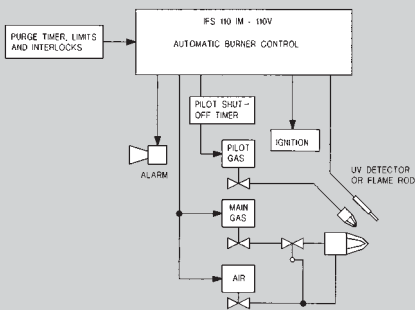 IFS 110 IM - 110V
AUTOMATIC BURNER CONTROL
PURGE TIMER, LIMITS
AND INTERLOCKS
PILOT SHUT-
OFF TIMER
ALARM
PILOT
GAS
IGNITION
UV DETECTOR
OR FLAME ROD
MAIN
GAS
AIR